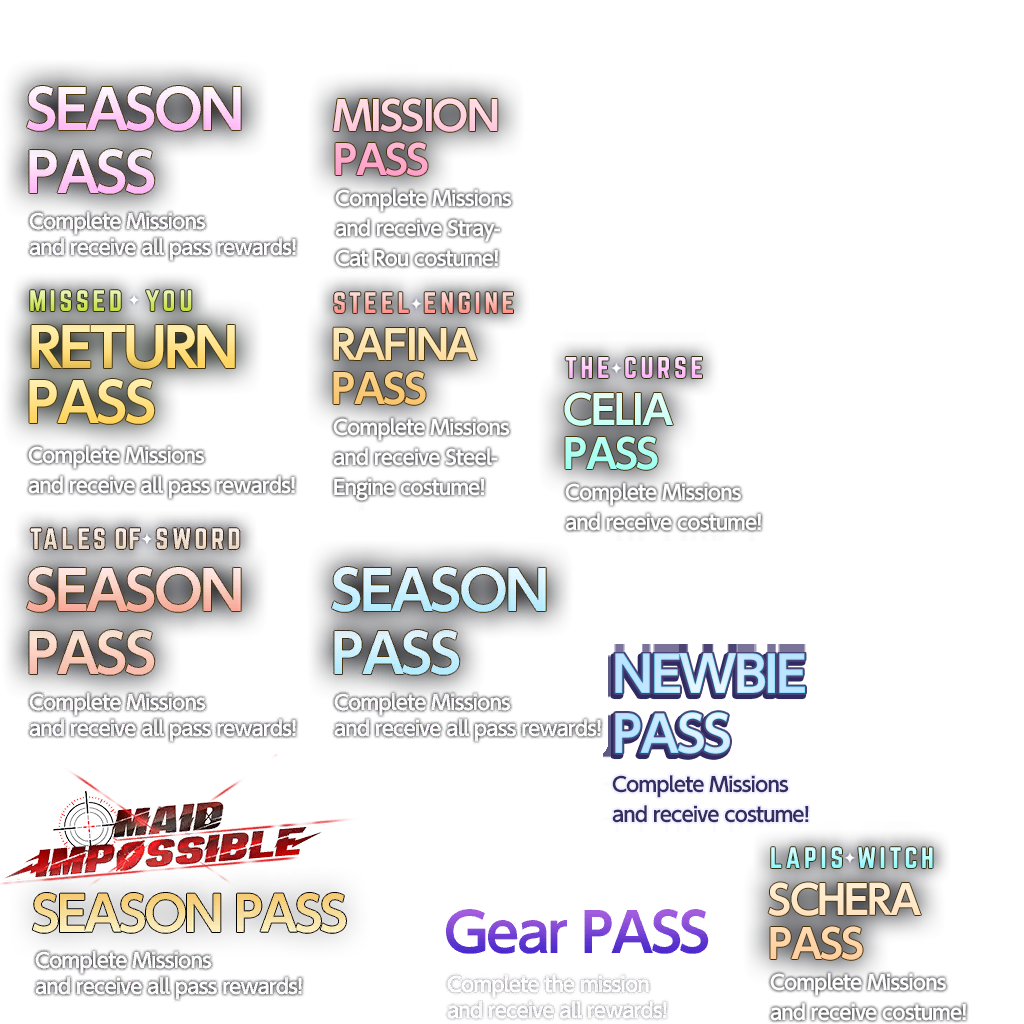 SEASON
PASS
Complete Missions
and receive all pass rewards!
MISSION
PASS
Complete Missions
and receive Stray-
Cat Rou costume!
MISSED YOU
RETURN
PASS
Complete Missions
and receive all pass rewards!
STEEL ENGINE
RAFINA
PASS
Complete Missions
and receive Steel-
Engine costume!
THE CURSE
CELIA
PASS
Complete Missions
and receive costume!
TALES OF SWORD
SEASON
PASS
Complete Missions
and receive all pass rewards!
SEASON
PASS
Complete Missions
and receive all pass rewards!
NEWBIE
PASS
Complete Missions
and receive costume!
MAID
IMPOSSIBLE
SEASON PASS
Complete Missions
and receive all pass rewards!
Gear PASS
Complete the mission
and receive all rewards!
LAPIS WITCH
SCHERA
PASS
Complete Missions
and receive costume!